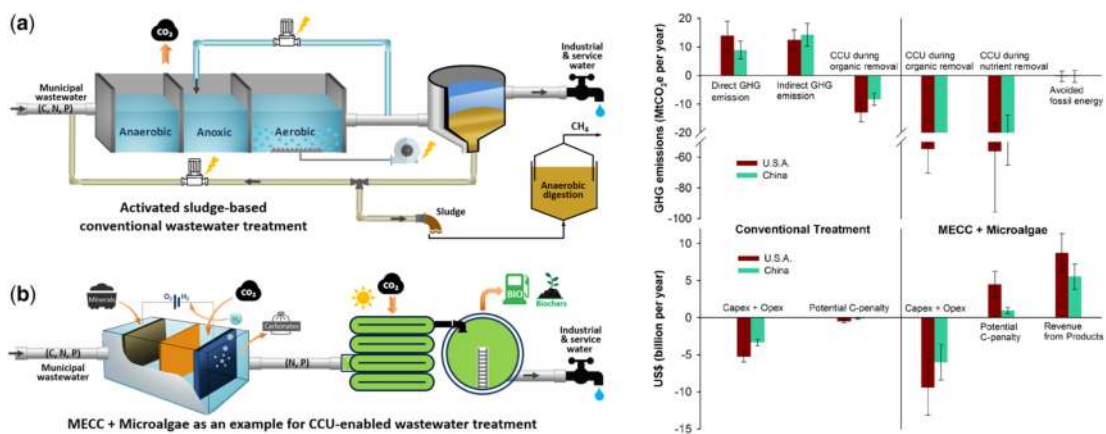 (a)
CO₂
Municipal
wastewater
(C, N, P)
Anaerobic
Anoxic
Aerobic
Industrial
& service
water
CH₄
Anaerobic
digestion
Sludge
Activated sludge-based
conventional wastewater treatment
(b)
Minerals
O₂
H₂
CO₂
H₂
Carbonates
(C, N, P)
Municipal
wastewater
(N, P)
CO₂
BIO
Biochars
Industrial
& service
water
MECC + Microalgae as an example for CCU-enabled wastewater treatment
GHG emissions (MtCO₂e per year)
20
10
0
-10
20
-60
-80
-100
Direct GHG
emission
Indirect GHG
emission
CCU during
organic removal
CCU during
organic removal
CCU during
nutrient removal
Avoided
fossil energy
U.S.A.
China
Conventional Treatment
MECC + Microalgae
US$ (billion per year)
10
5
0
-5
-10
-15
U.S.A.
China
Capex + Opex
Potential C-penalty
Capex + Opex
Potential
C-penalty
Revenue
from Products